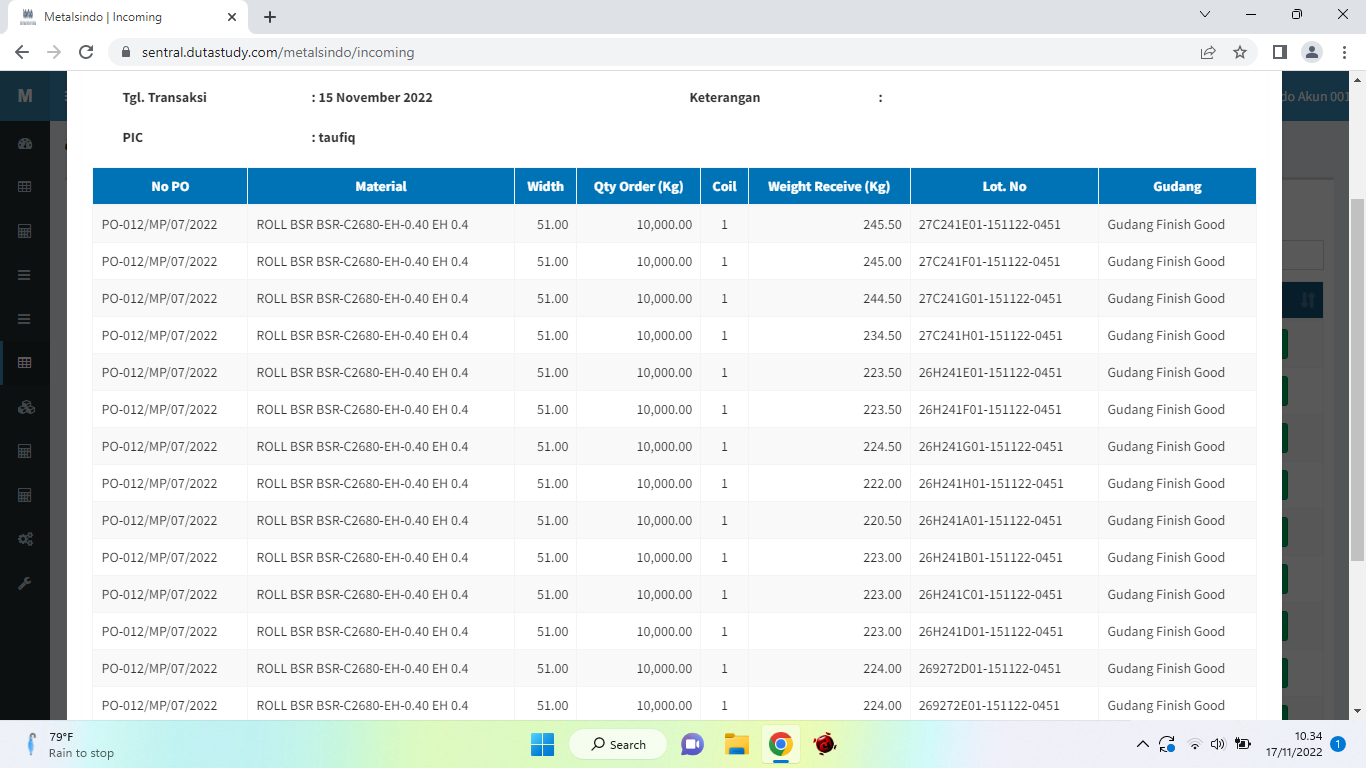 Metalsindo | Incoming
sentral.dutastudy.com/metalsindo/incoming
M
do Akun 001
Tgl. Transaksi : 15 November 2022 Keterangan :
PIC : taufiq
No PO Material Width Qty Order (Kg) Coil Weight Receive (Kg) Lot. No Gudang
PO-012/MP/07/2022 ROLL BSR BSR-C2680-EH-0.40 EH 0.4 51.00 10,000.00 1 245.50 27C241E01-151122-0451 Gudang Finish Good
PO-012/MP/07/2022 ROLL BSR BSR-C2680-EH-0.40 EH 0.4 51.00 10,000.00 1 245.00 27C241F01-151122-0451 Gudang Finish Good
PO-012/MP/07/2022 ROLL BSR BSR-C2680-EH-0.40 EH 0.4 51.00 10,000.00 1 244.50 27C241G01-151122-0451 Gudang Finish Good
PO-012/MP/07/2022 ROLL BSR BSR-C2680-EH-0.40 EH 0.4 51.00 10,000.00 1 234.50 27C241H01-151122-0451 Gudang Finish Good
PO-012/MP/07/2022 ROLL BSR BSR-C2680-EH-0.40 EH 0.4 51.00 10,000.00 1 223.50 26H241E01-151122-0451 Gudang Finish Good
PO-012/MP/07/2022 ROLL BSR BSR-C2680-EH-0.40 EH 0.4 51.00 10,000.00 1 223.50 26H241F01-151122-0451 Gudang Finish Good
PO-012/MP/07/2022 ROLL BSR BSR-C2680-EH-0.40 EH 0.4 51.00 10,000.00 1 224.50 26H241G01-151122-0451 Gudang Finish Good
PO-012/MP/07/2022 ROLL BSR BSR-C2680-EH-0.40 EH 0.4 51.00 10,000.00 1 222.00 26H241H01-151122-0451 Gudang Finish Good
PO-012/MP/07/2022 ROLL BSR BSR-C2680-EH-0.40 EH 0.4 51.00 10,000.00 1 220.50 26H241A01-151122-0451 Gudang Finish Good
PO-012/MP/07/2022 ROLL BSR BSR-C2680-EH-0.40 EH 0.4 51.00 10,000.00 1 223.00 26H241B01-151122-0451 Gudang Finish Good
PO-012/MP/07/2022 ROLL BSR BSR-C2680-EH-0.40 EH 0.4 51.00 10,000.00 1 223.00 26H241C01-151122-0451 Gudang Finish Good
PO-012/MP/07/2022 ROLL BSR BSR-C2680-EH-0.40 EH 0.4 51.00 10,000.00 1 223.00 26H241D01-151122-0451 Gudang Finish Good
PO-012/MP/07/2022 ROLL BSR BSR-C2680-EH-0.40 EH 0.4 51.00 10,000.00 1 224.00 269272D01-151122-0451 Gudang Finish Good
PO-012/MP/07/2022 ROLL BSR BSR-C2680-EH-0.40 EH 0.4 51.00 10,000.00 1 224.00 269272E01-151122-0451 Gudang Finish Good
79°F
Rain to stop
Search
10.34
17/11/2022
1